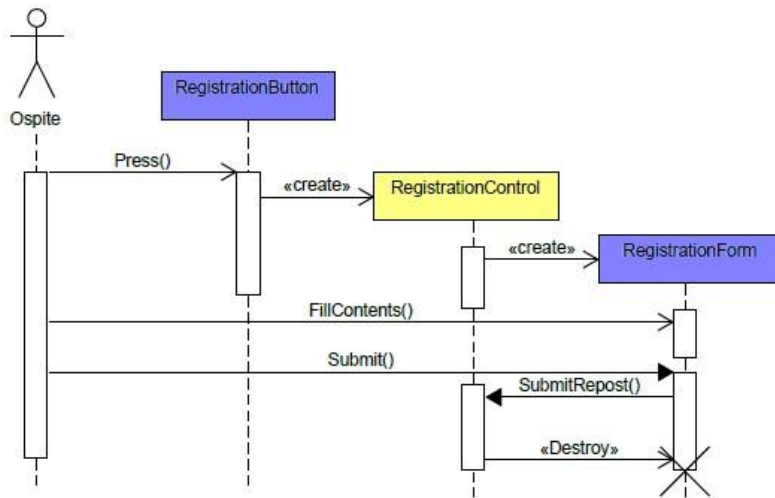 RegistrationButton
Ospite
Press()
«create»
RegistrationControl
«create»
RegistrationForm
FillContents()
Submit()
SubmitRepost()
«Destroy»